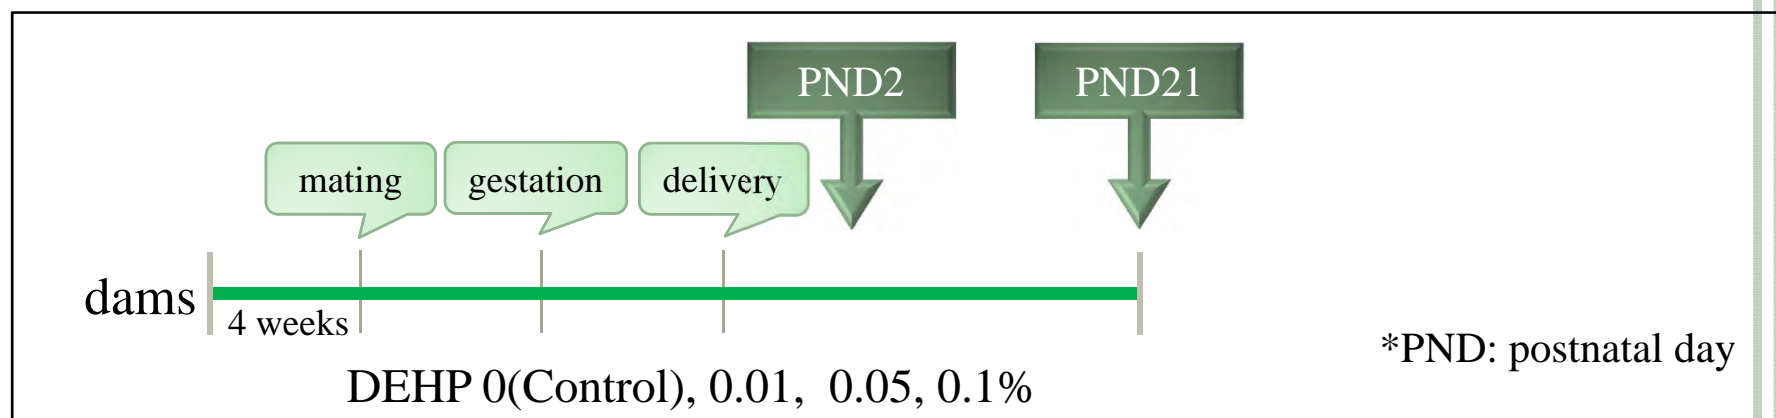 PND2
PND21
mating
gestation
delivery
dams
4 weeks
*PND: postnatal day
DEHP 0(Control), 0.01,  0.05, 0.1%